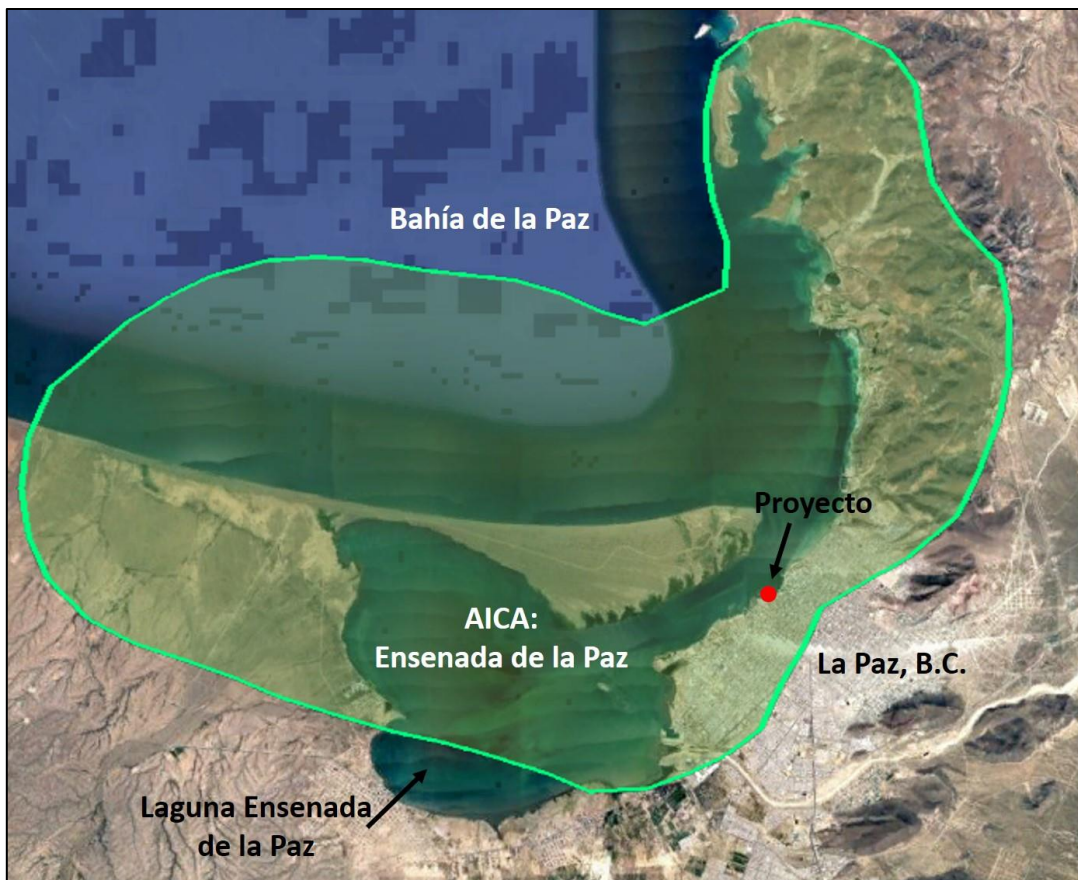 Bahía de la Paz
Proyecto
AICA:
Ensenada de la Paz
La Paz, B.C.
Laguna Ensenada
de la Paz